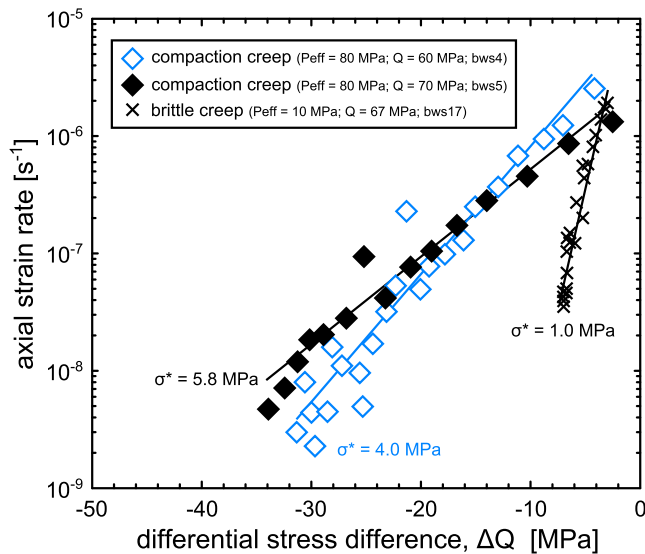 10⁻⁵
compaction creep (Peff = 80 MPa; Q = 60 MPa; bws4)
compaction creep (Peff = 80 MPa; Q = 70 MPa; bws5)
brittle creep (Peff = 10 MPa; Q = 67 MPa; bws17)
10⁻⁶
axial strain rate [s⁻¹]
10⁻⁷
σ* = 1.0 MPa
σ* = 5.8 MPa
10⁻⁸
σ* = 4.0 MPa
10⁻⁹
-50 -40 -30 -20 -10 0
differential stress difference, ΔQ [MPa]